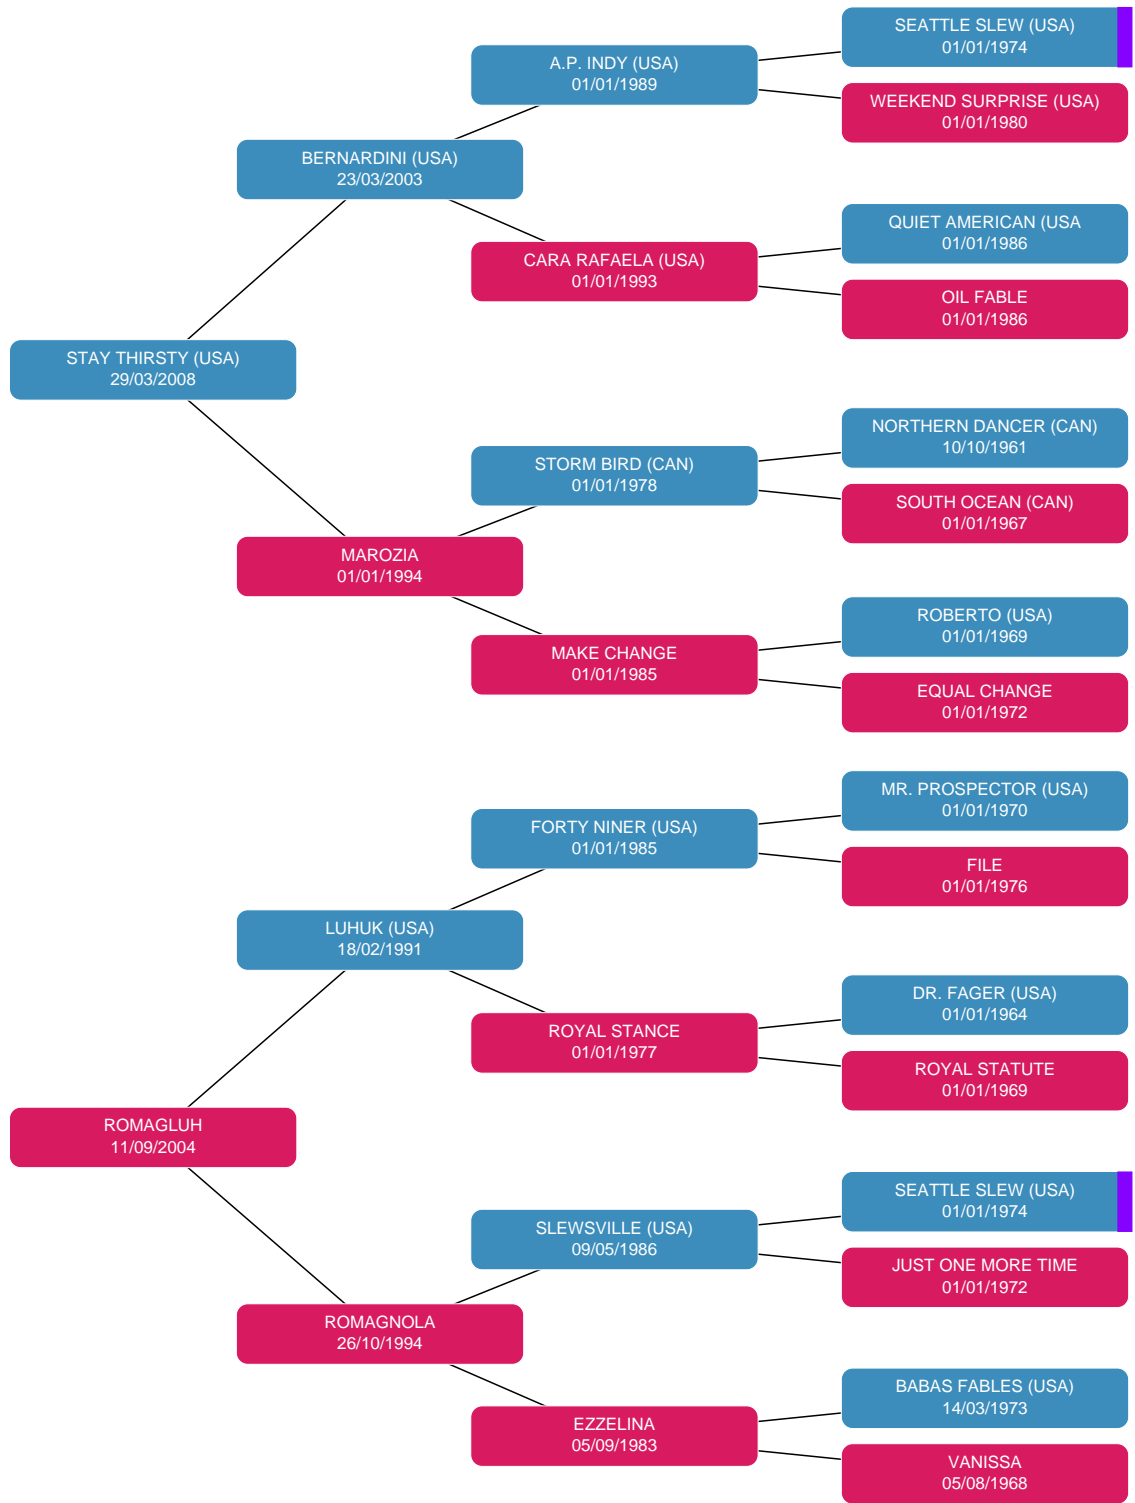 SEATTLE SLEW (USA)
01/01/1974
A.P. INDY (USA)
01/01/1989
WEEKEND SURPRISE (USA)
01/01/1980
BERNARDINI (USA)
23/03/2003
QUIET AMERICAN (USA
01/01/1986
CARA RAFAELA (USA)
01/01/1993
OIL FABLE
01/01/1986
STAY THIRSTY (USA)
29/03/2008
NORTHERN DANCER (CAN)
10/10/1961
STORM BIRD (CAN)
01/01/1978
SOUTH OCEAN (CAN)
01/01/1967
MAROZIA
01/01/1994
ROBERTO (USA)
01/01/1969
MAKE CHANGE
01/01/1985
EQUAL CHANGE
01/01/1972
MR. PROSPECTOR (USA)
01/01/1970
FORTY NINER (USA)
01/01/1985
FILE
01/01/1976
LUHUK (USA)
18/02/1991
DR. FAGER (USA)
01/01/1964
ROYAL STANCE
01/01/1977
ROYAL STATUTE
01/01/1969
ROMAGLUH
11/09/2004
SEATTLE SLEW (USA)
01/01/1974
SLEWSVILLE (USA)
09/05/1986
JUST ONE MORE TIME
01/01/1972
ROMAGNOLA
26/10/1994
BABAS FABLES (USA)
14/03/1973
EZZELINA
05/09/1983
VANISSA
05/08/1968